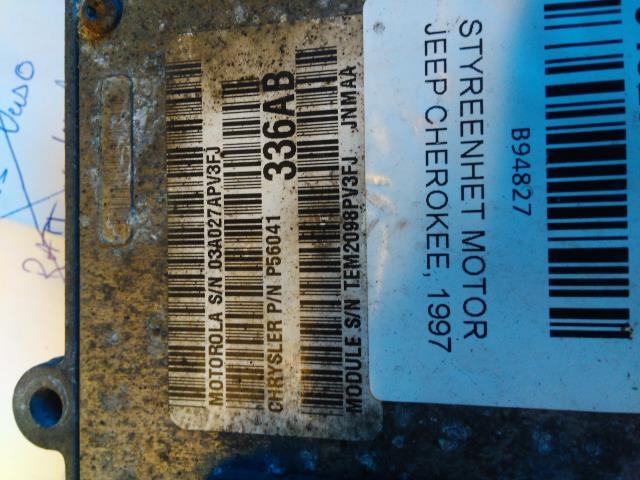 MOTOROLA S/N 03A027APV3FJ
CHRYSLER P/N P56041 336AB
MODULE S/N TEM2098PV3FJ JNMAA
STYREENHET MOTOR
JEEP CHEROKEE, 1997
B94827